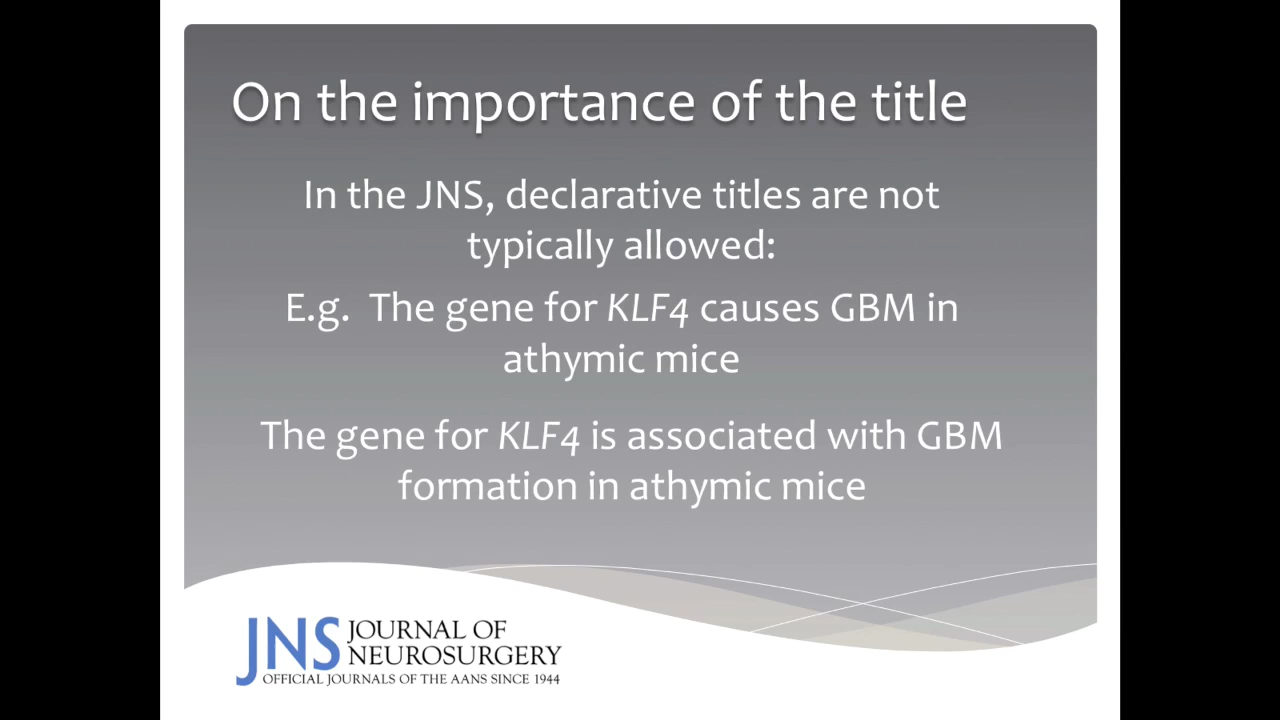 On the importance of the title
In the JNS, declarative titles are not
typically allowed:
E.g. The gene for KLF4 causes GBM in
athymic mice
The gene for KLF4 is associated with GBM
formation in athymic mice
JNS JOURNAL OF
NEUROSURGERY
OFFICIAL JOURNALS OF THE AANS SINCE 1944